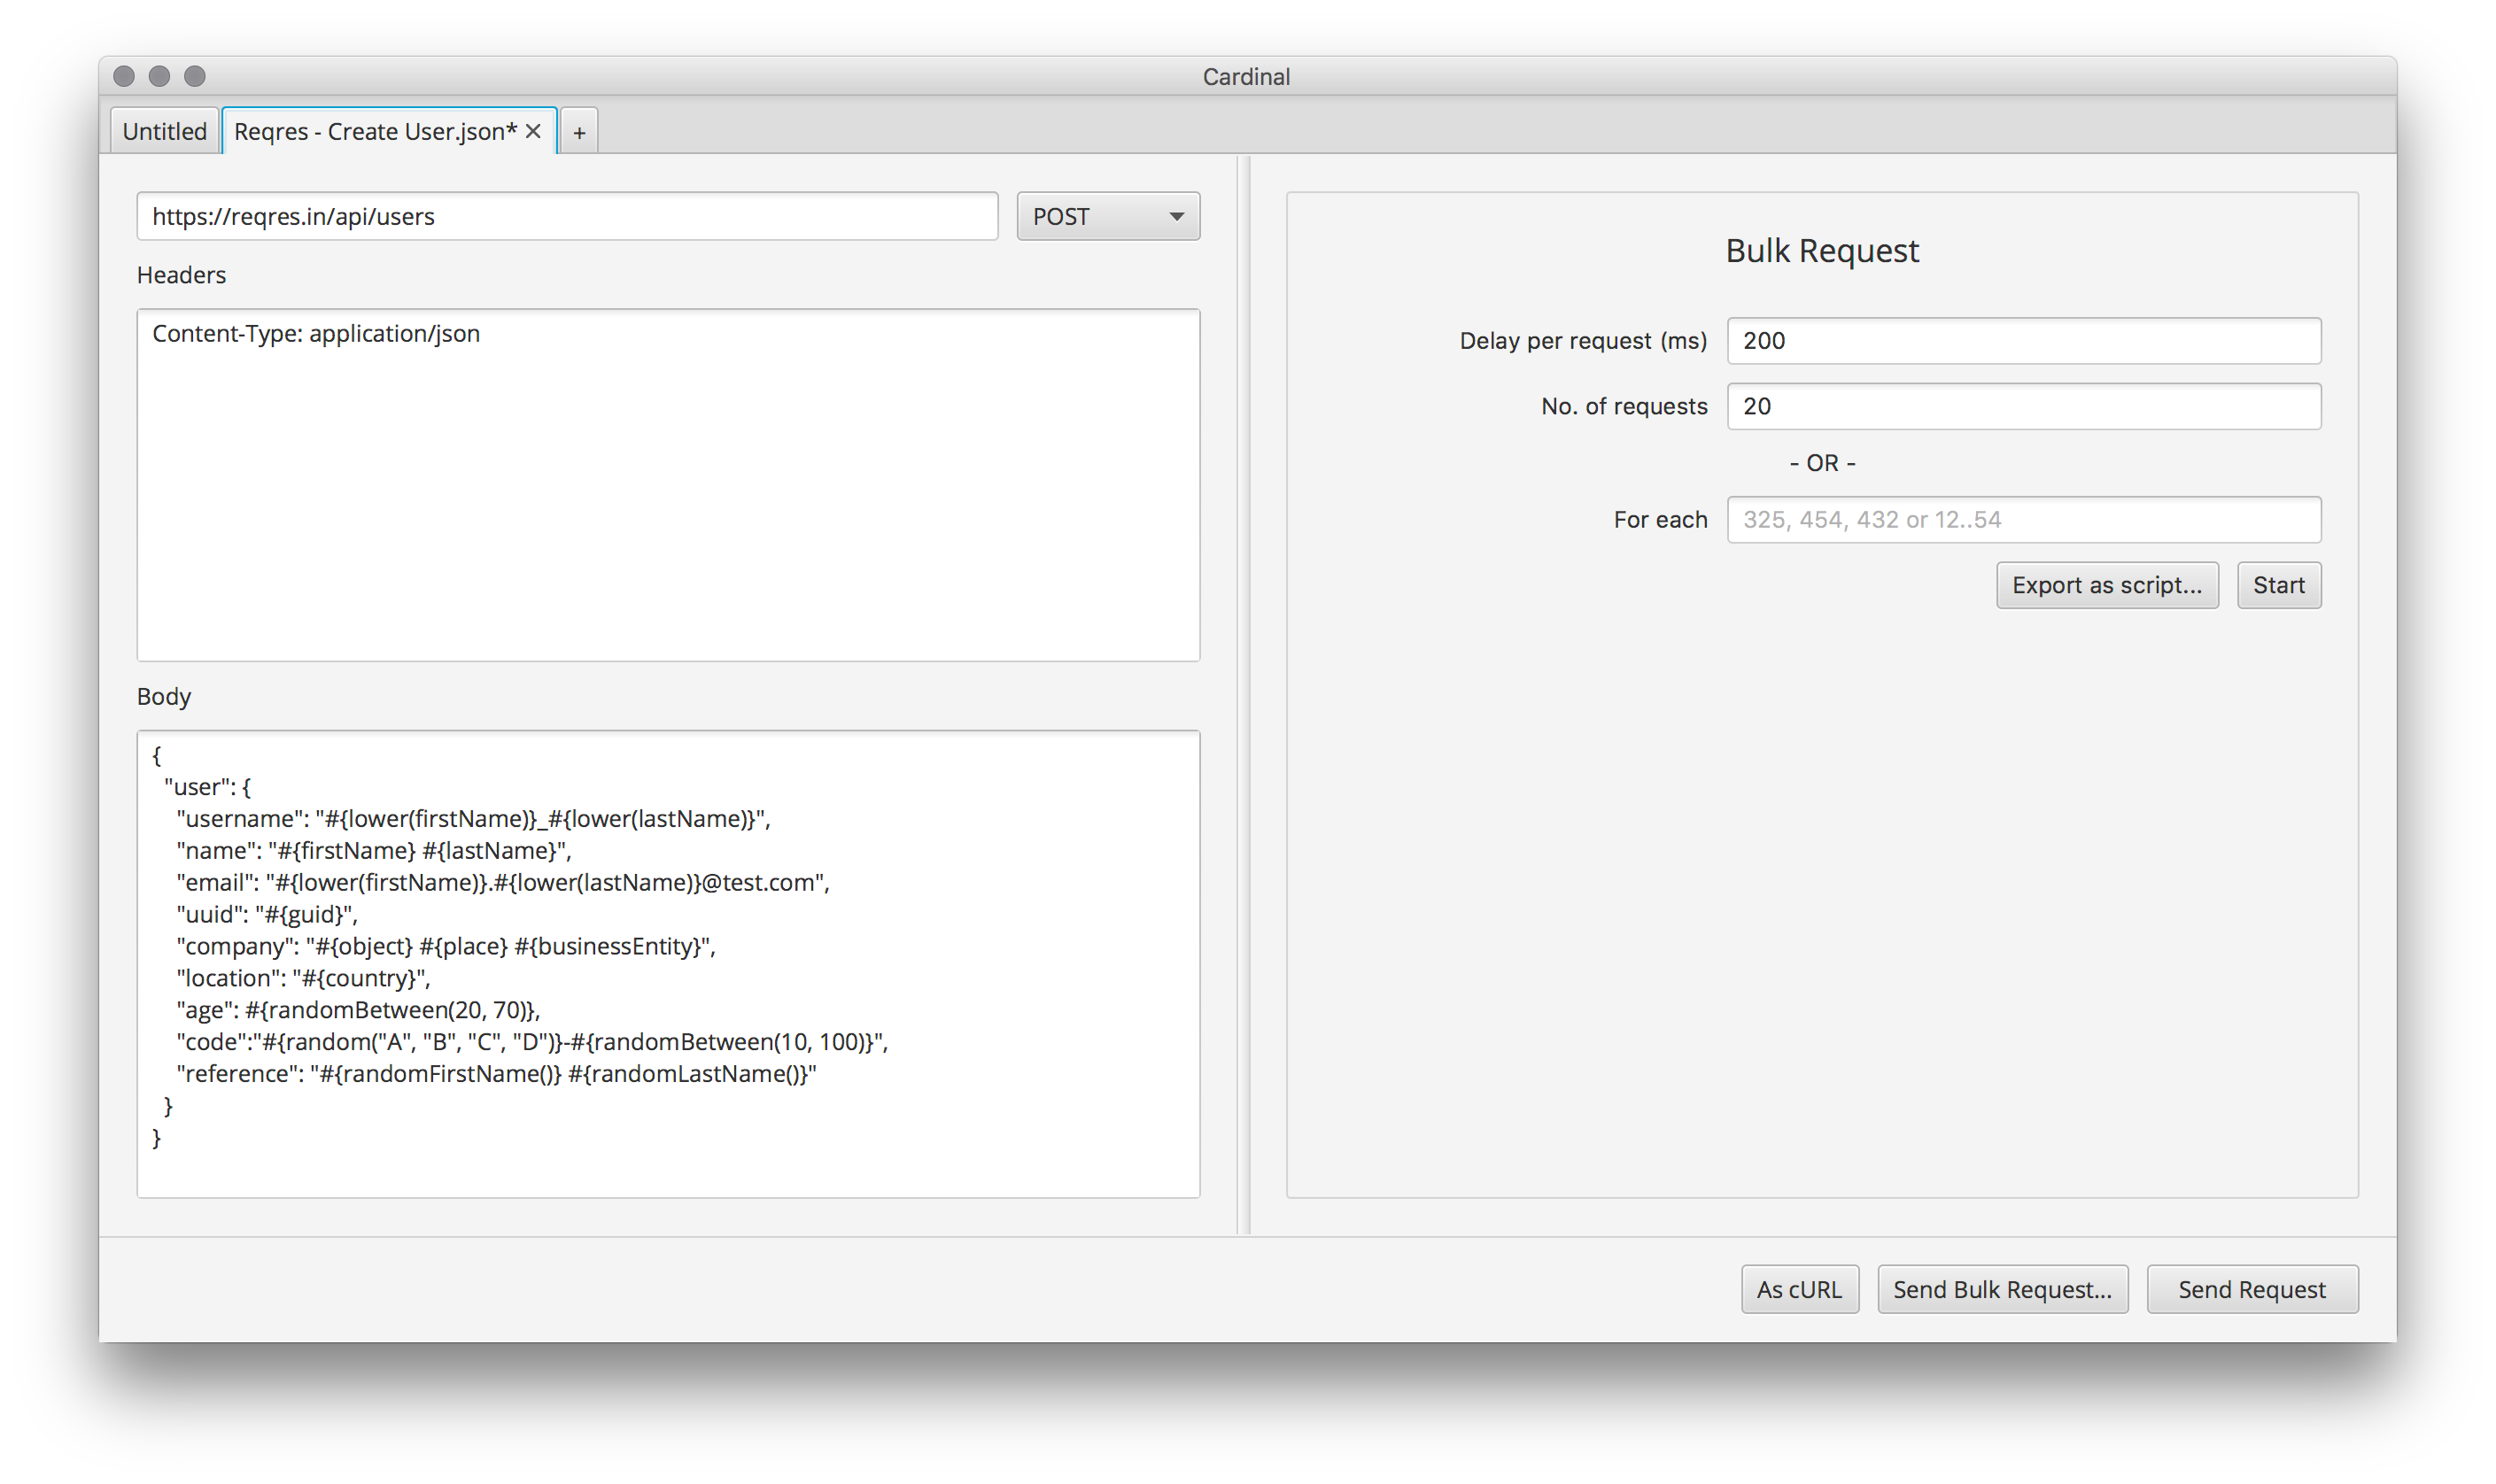 Cardinal
Untitled
Reqres - Create User.json*
+
https://reqres.in/api/users
POST
Headers
Content-Type: application/json
Body
{
"user": {
"username": "#{lower(firstName)}_#{lower(lastName)}",
"name": "#{firstName} #{lastName}",
"email": "#{lower(firstName)}.#{lower(lastName)}@test.com",
"uuid": "#{guid}",
"company": "#{object} #{place} #{businessEntity}",
"location": "#{country}",
"age": #{randomBetween(20, 70)},
"code":"#{random("A", "B", "C", "D")}-#{randomBetween(10, 100)}",
"reference": "#{randomFirstName()} #{randomLastName()}"
}
}
Bulk Request
Delay per request (ms) 200
No. of requests 20
- OR -
For each 325, 454, 432 or 12..54
Export as script... Start
As cURL Send Bulk Request... Send Request